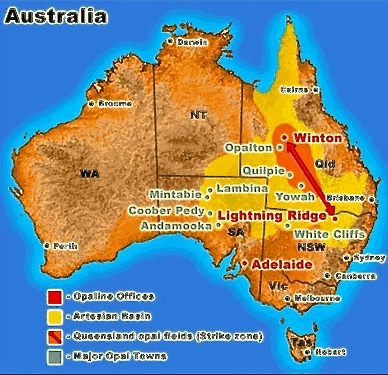 Australia
Darwin
Cairns
Broome
NT
Winton
Opalton
Qld
Quilpie
WA
Lambina
Yowah
Mintabie
Brisbane
Coober Pedy
Lightning Ridge
Andamooka
SA
White Cliffs
NSW
Perth
Sydney
Adelaide
Canberra
Vic
- Opaline Offices
Melbourne
- Artesian Basin
- Queensland opal fields (Strike zone)
Tas
- Major Opal Towns
Hobart